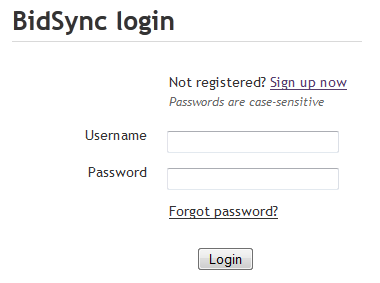 BidSync login
Not registered? Sign up now
Passwords are case-sensitive
Username
Password
Forgot password?
Login